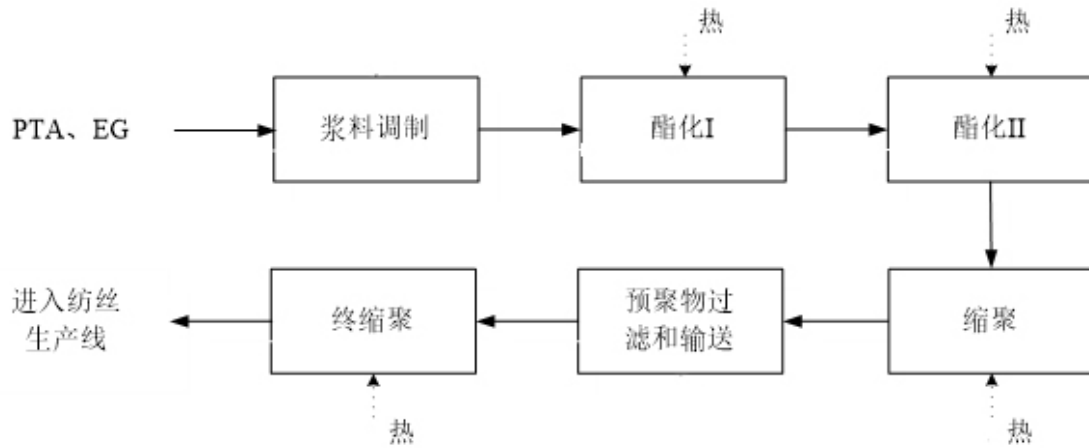 热
热
PTA、EG
浆料调制
酯化I
酯化II
进入纺丝
生产线
终缩聚
预聚物过
滤和输送
缩聚
热
热